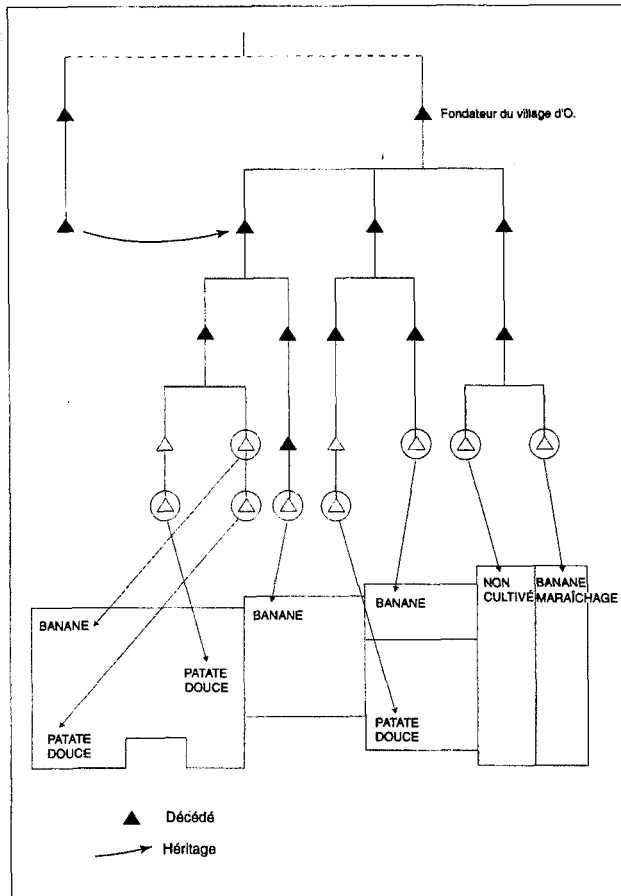 Fondateur du village d'O.
NON
CULTIVÉ
BANANE
MARAÎCHAGE
BANANE
BANANE
BANANE
PATATE
DOUCE
PATATE
DOUCE
PATATE
DOUCE
Décédé
Héritage